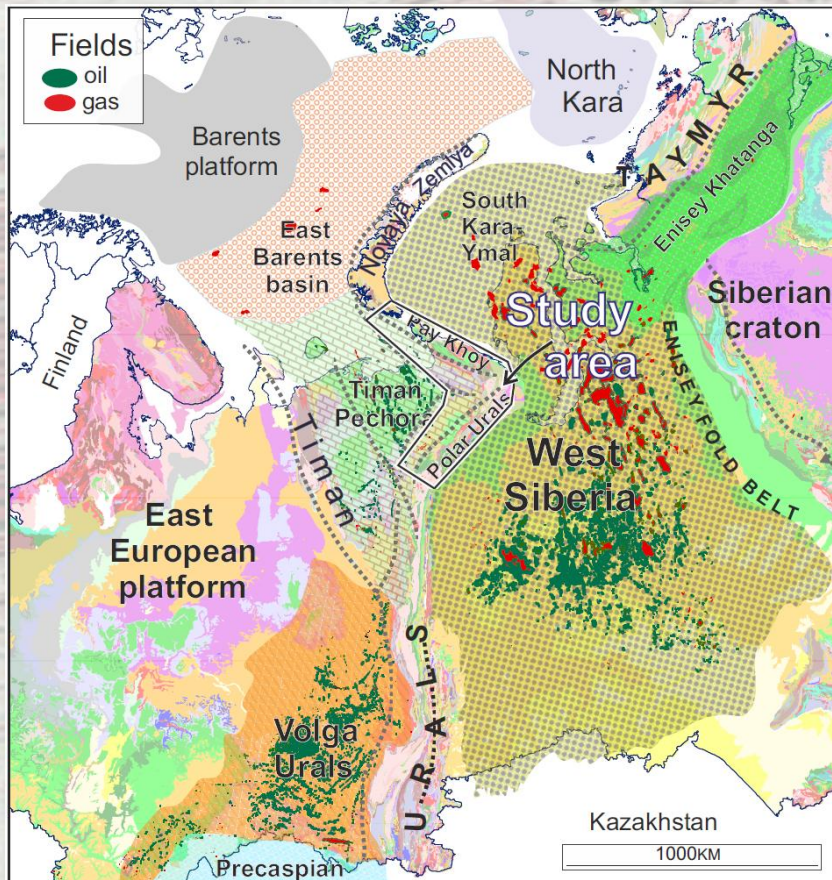 Fields
oil
gas
North
Kara
Barents
platform
TAYMYR
Novaya Zemlya
South
Kara-
Ymal
Enisey Khatanga
East
Barents
basin
Siberian
craton
Study
area
Pay-Khoy
Finland
Timan
Pechor
Polar Urals
ENISEY FOLD BELT
Timan
West
Siberia
East
European
platform
URALS
Volga
Urals
Kazakhstan
1000KM
Precaspian